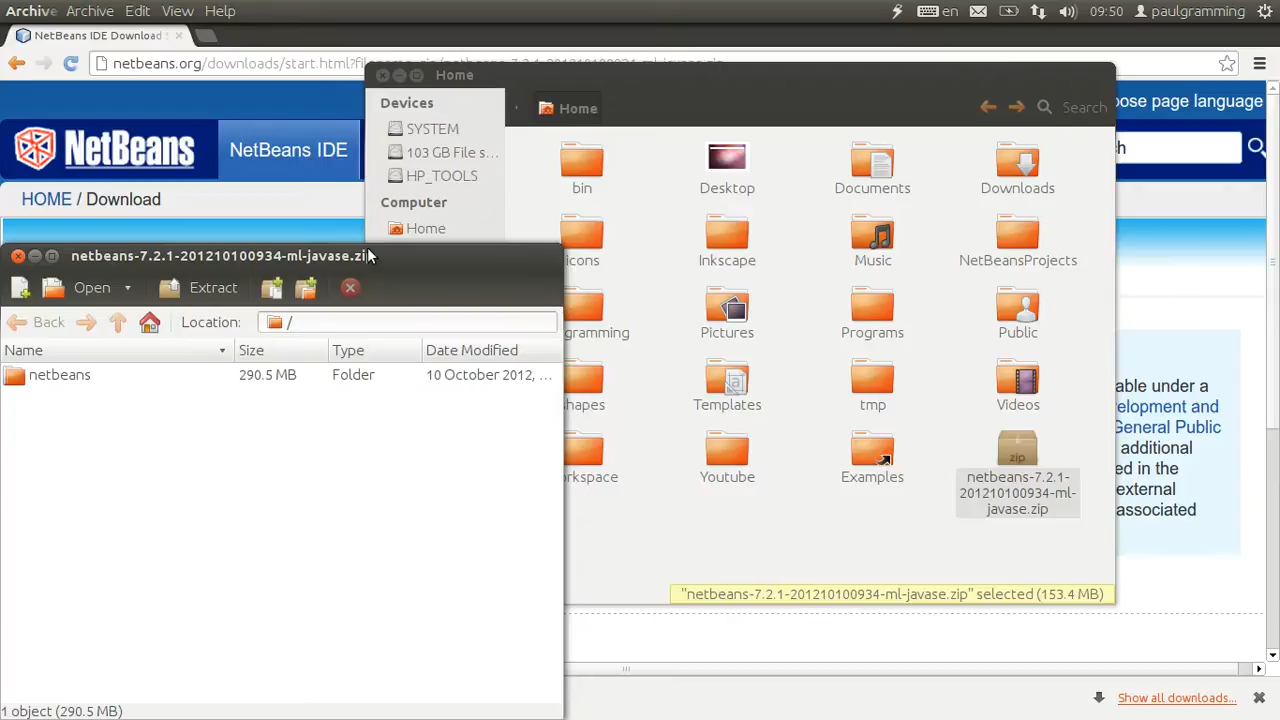 Archive Archive Edit View Help en 09:50 paulgramming
NetBeans IDE Download
netbeans.org/downloads/start.html?
Home
Devices
SYSTEM
103 GB File s...
HP_TOOLS
Computer
Home
Home Search
bin Desktop Documents Downloads
icons Inkscape Music NetBeansProjects
gramming Pictures Programs Public
shapes Templates tmp Videos
rkspace Youtube Examples netbeans-7.2.1-
201210100934-ml-
javase.zip
zip
"netbeans-7.2.1-201210100934-ml-javase.zip" selected (153.4 MB)
NetBeans NetBeans IDE
oose page language
ch
HOME / Download
able under a
elopment and
General Public
additional
ed in the
external
associated
netbeans-7.2.1-201210100934-ml-javase.zip
Open Extract
Back Location: /
Name Size Type Date Modified
netbeans 290.5 MB Folder 10 October 2012, ...
1 object (290.5 MB)
Show all downloads...